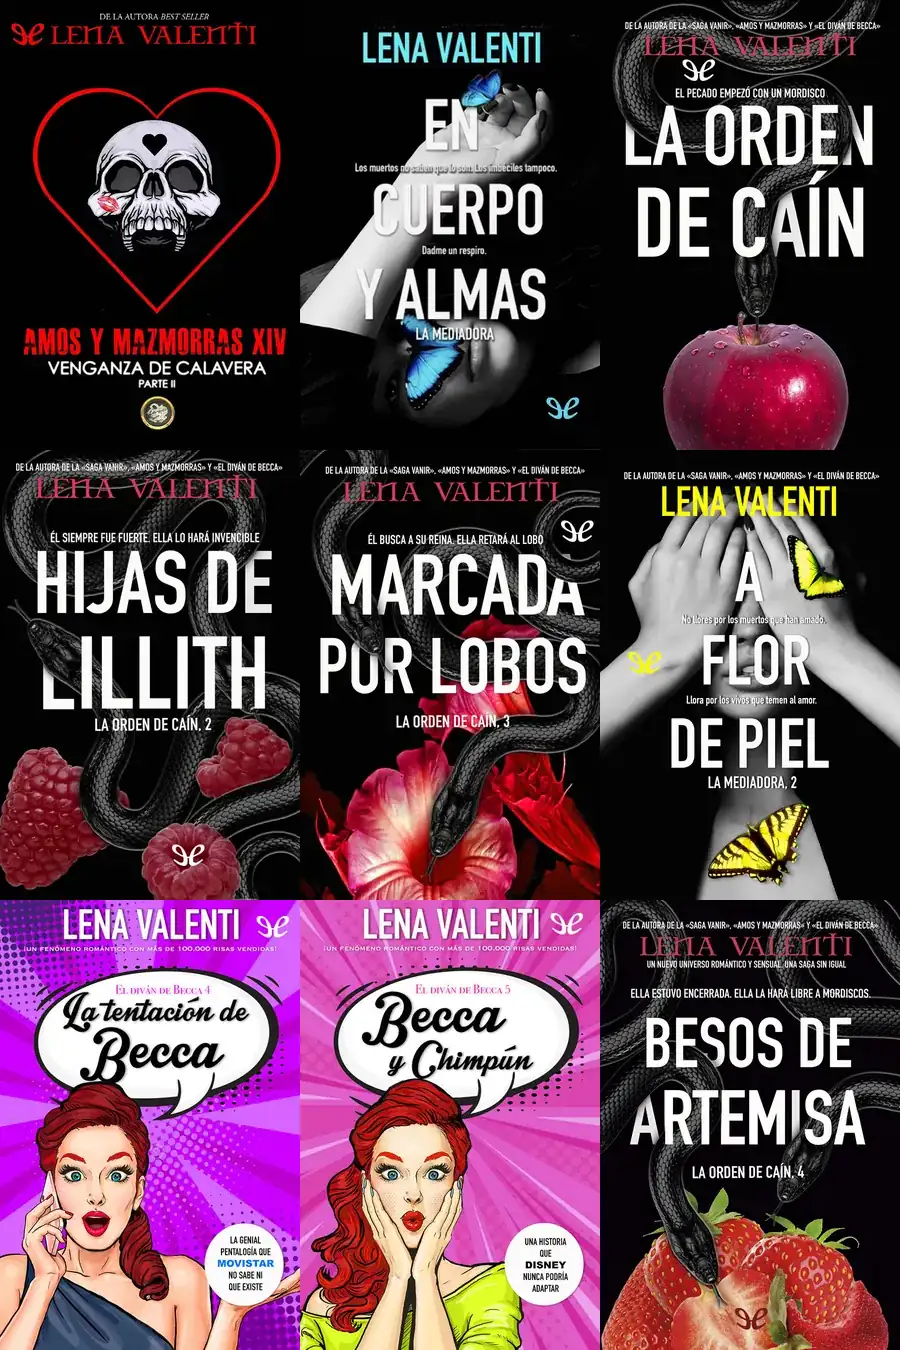 DE LA AUTORA BEST SELLER
LENA VALENTI
AMOS Y MAZMORRAS XIV
VENGANZA DE CALAVERA
PARTE II
LENA VALENTI
EN
Los muertos no saben que lo son. Los imbéciles tampoco.
CUERPO
Dadme un respiro.
Y ALMAS
LA MEDIADORA
DE LA AUTORA DE LA «SAGA VANIR», «AMOS Y MAZMORRAS» Y «EL DIVÁN DE BECCA»
LENA VALENTI
EL PECADO EMPEZÓ CON UN MORDISCO
LA ORDEN
DE CAÍN
DE LA AUTORA DE LA «SAGA VANIR», «AMOS Y MAZMORRAS» Y «EL DIVÁN DE BECCA»
LENA VALENTI
ÉL SIEMPRE FUE FUERTE. ELLA LO HARÁ INVENCIBLE
HIJAS DE
LILLITH
LA ORDEN DE CAÍN, 2
DE LA AUTORA DE LA «SAGA VANIR», «AMOS Y MAZMORRAS» Y «EL DIVÁN DE BECCA»
LENA VALENTI
ÉL BUSCA A SU REINA. ELLA RETARÁ AL LOBO
MARCADA
POR LOBOS
LA ORDEN DE CAÍN, 3
DE LA AUTORA DE LA «SAGA VANIR», «AMOS Y MAZMORRAS» Y «EL DIVÁN DE BECCA»
LENA VALENTI
A
No llores por los muertos que han amado.
FLOR
Llora por los vivos que temen al amor.
DE PIEL
LA MEDIADORA, 2
LENA VALENTI
¡UN FENÓMENO ROMÁNTICO CON MÁS DE 100.000 RISAS VENDIDAS!
EL DIVÁN DE BECCA 4
La tentación de
Becca
LA GENIAL
PENTALOGÍA QUE
MOVISTAR
NO SABE NI
QUE EXISTE
LENA VALENTI
¡UN FENÓMENO ROMÁNTICO CON MÁS DE 100.000 RISAS VENDIDAS!
EL DIVÁN DE BECCA 5
Becca
y Chimpún
UNA HISTORIA
QUE
DISNEY
NUNCA PODRÍA
ADAPTAR
DE LA AUTORA DE LA «SAGA VANIR», «AMOS Y MAZMORRAS» Y «EL DIVÁN DE BECCA»
LENA VALENTI
UN NUEVO UNIVERSO ROMÁNTICO Y SENSUAL. UNA SAGA SIN IGUAL
ELLA ESTUVO ENCERRADA. ELLA LA HARÁ LIBRE A MORDISCOS.
BESOS DE
ARTEMISA
LA ORDEN DE CAÍN, 4